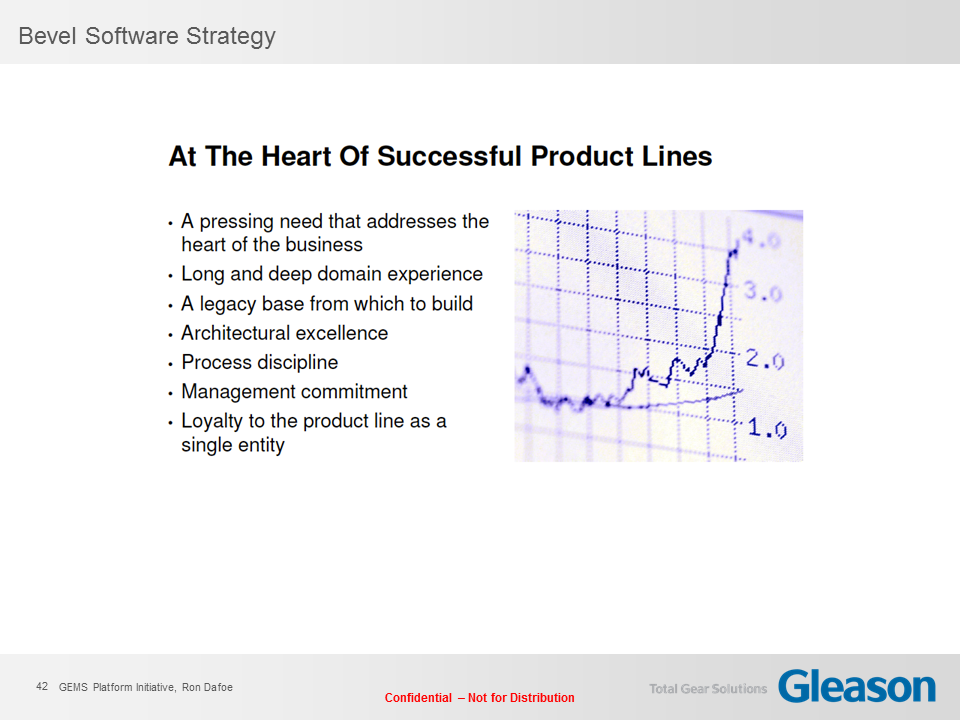 Bevel Software Strategy
At The Heart Of Successful Product Lines
• A pressing need that addresses the
heart of the business
• Long and deep domain experience
• A legacy base from which to build
• Architectural excellence
• Process discipline
• Management commitment
• Loyalty to the product line as a
single entity
4.0
3.0
2.0
1.0
42 GEMS Platform Initiative, Ron Dafoe
Confidential – Not for Distribution
Total Gear Solutions Gleason